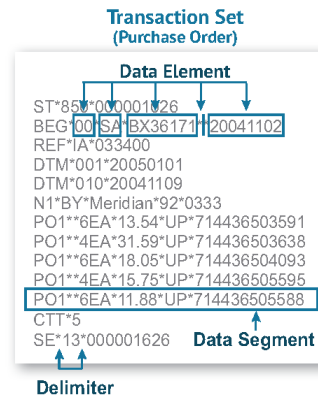 Transaction Set
(Purchase Order)
Data Element
ST*850*000001626
BEG*00*SA*BX36171**20041102
REF*IA*033400
DTM*001*20050101
DTM*010*20041109
N1*BY*Meridian*92*0333
PO1**6EA*13.54*UP*714436503591
PO1**4EA*31.59*UP*714436503638
PO1**6EA*18.05*UP*714436504093
PO1**4EA*15.75*UP*714436505595
PO1**6EA*11.88*UP*714436505588
CTT*5
SE*13*000001626
Data Segment
Delimiter